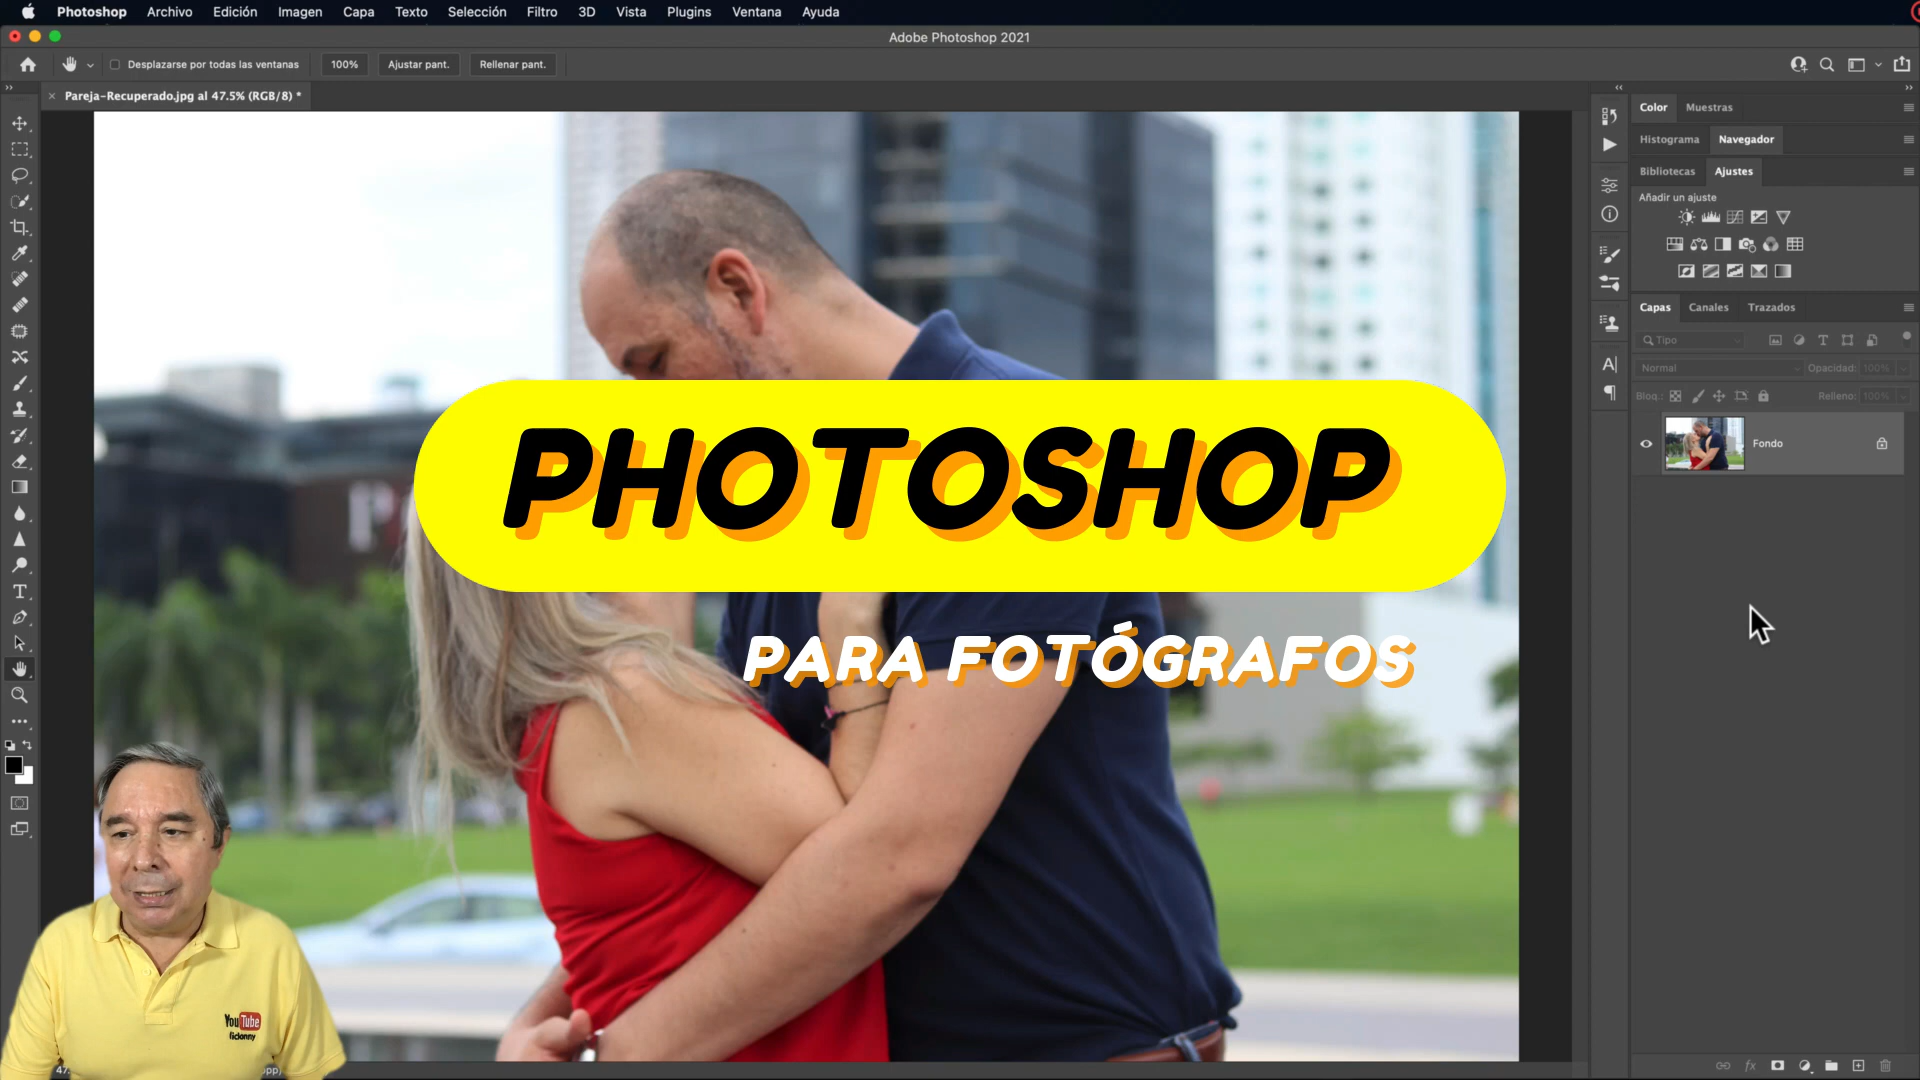 Photoshop Archivo Edición Imagen Capa Texto Selección Filtro 3D Vista Plugins Ventana Ayuda
Adobe Photoshop 2021
Desplazarse por todas las ventanas 100% Ajustar pant. Rellenar pant.
Pareja-Recuperado.jpg al 47.5% (RGB/8) *
Color Muestras
Histograma Navegador
Bibliotecas Ajustes
Añadir un ajuste
Capas Canales Trazados
Tipo
Normal Opacidad: 100%
Bloq.: Relleno: 100%
Fondo
PHOTOSHOP
PARA FOTÓGRAFOS
YouTube